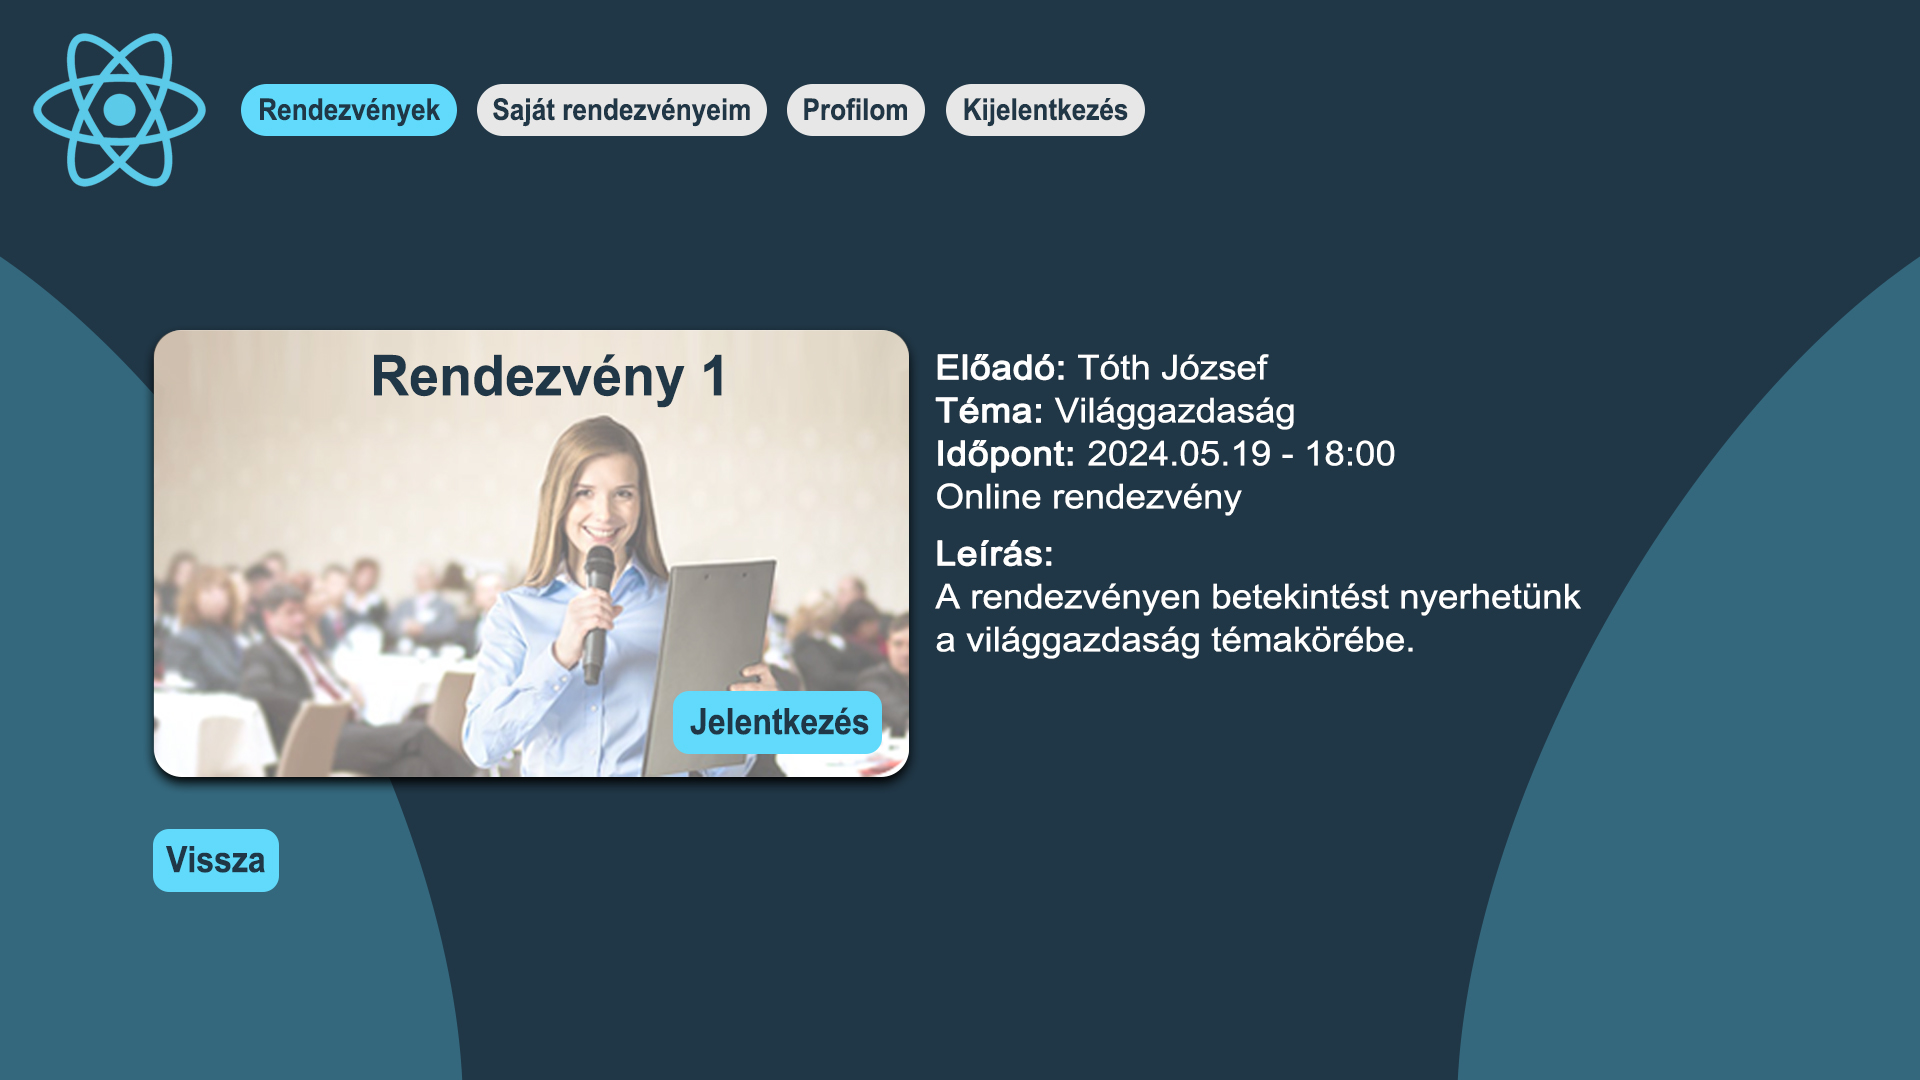 Rendezvények
Saját rendezvényeim
Profilom
Kijelentkezés
Rendezvény 1
Jelentkezés
Előadó: Tóth József
Téma: Világgazdaság
Időpont: 2024.05.19 - 18:00
Online rendezvény
Leírás:
A rendezvényen betekintést nyerhetünk
a világgazdaság témakörébe.
Vissza